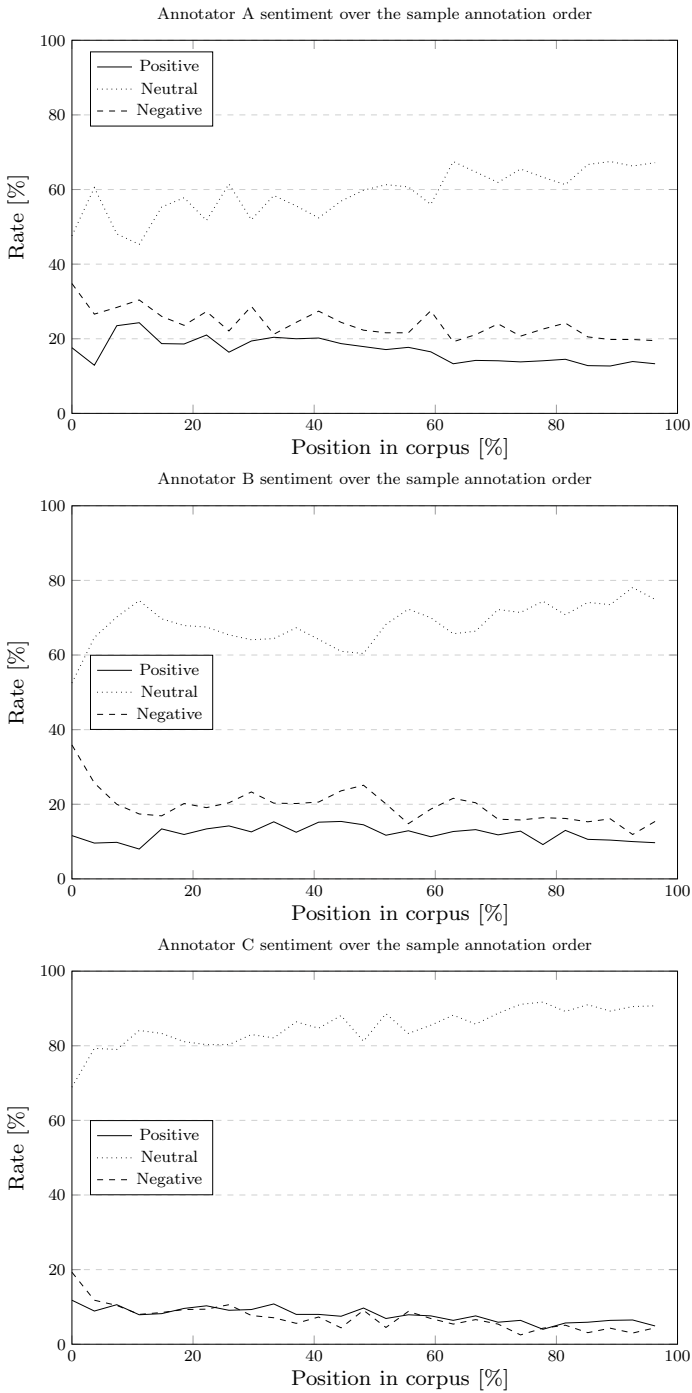 Annotator A sentiment over the sample annotation order
100
80
60
40
20
0
Rate [%]
Positive
Neutral
Negative
0 20 40 60 80 100
Position in corpus [%]
Annotator B sentiment over the sample annotation order
100
80
60
40
20
0
Rate [%]
Positive
Neutral
Negative
0 20 40 60 80 100
Position in corpus [%]
Annotator C sentiment over the sample annotation order
100
80
60
40
20
0
Rate [%]
Positive
Neutral
Negative
0 20 40 60 80 100
Position in corpus [%]